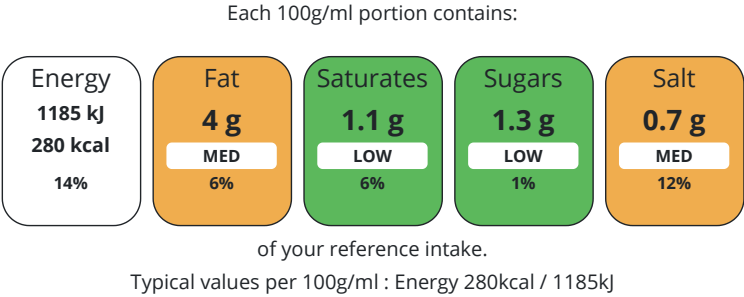 Each 100g/ml portion contains:
Energy
1185 kJ
280 kcal
14%
Fat
4 g
MED
6%
Saturates
1.1 g
LOW
6%
Sugars
1.3 g
LOW
1%
Salt
0.7 g
MED
12%
of your reference intake.
Typical values per 100g/ml : Energy 280kcal / 1185kJ